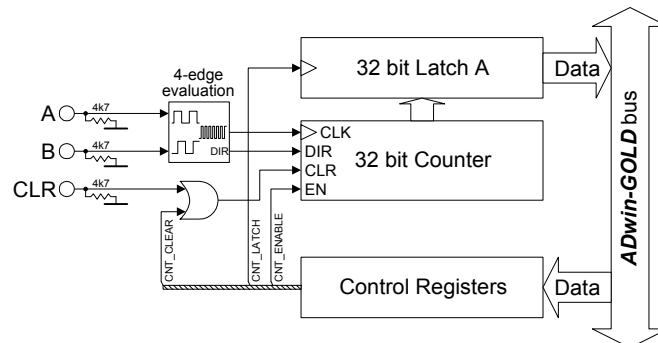 4-edge
evaluation
32 bit Latch A
Data
A
4k7
B
4k7
DIR
CLK
DIR
CLR
EN
32 bit Counter
CLR
4k7
CNT_CLEAR
CNT_LATCH
CNT_ENABLE
Control Registers
Data
ADwin-GOLD bus